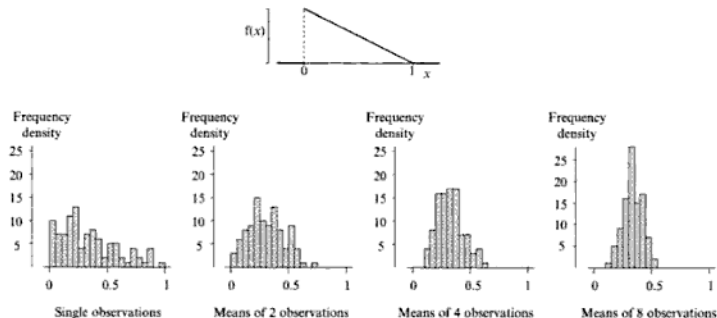 f(x)
0 1 x
Frequency density
25
20
15
10
5
0 0.5 1
Single observations
Frequency density
25
20
15
10
5
0 0.5 1
Means of 2 observations
Frequency density
25
20
15
10
5
0 0.5 1
Means of 4 observations
Frequency density
25
20
15
10
5
0 0.5 1
Means of 8 observations